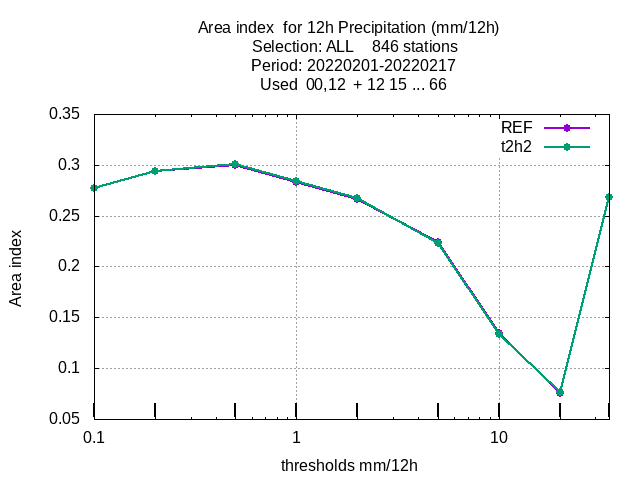 Area index  for 12h Precipitation (mm/12h)
Selection: ALL    846 stations
Period: 20220201-20220217
Used  00,12  + 12 15 ... 66
REF
t2h2
0.35
0.3
0.25
0.2
0.15
0.1
0.05
Area index
0.1
1
10
thresholds mm/12h